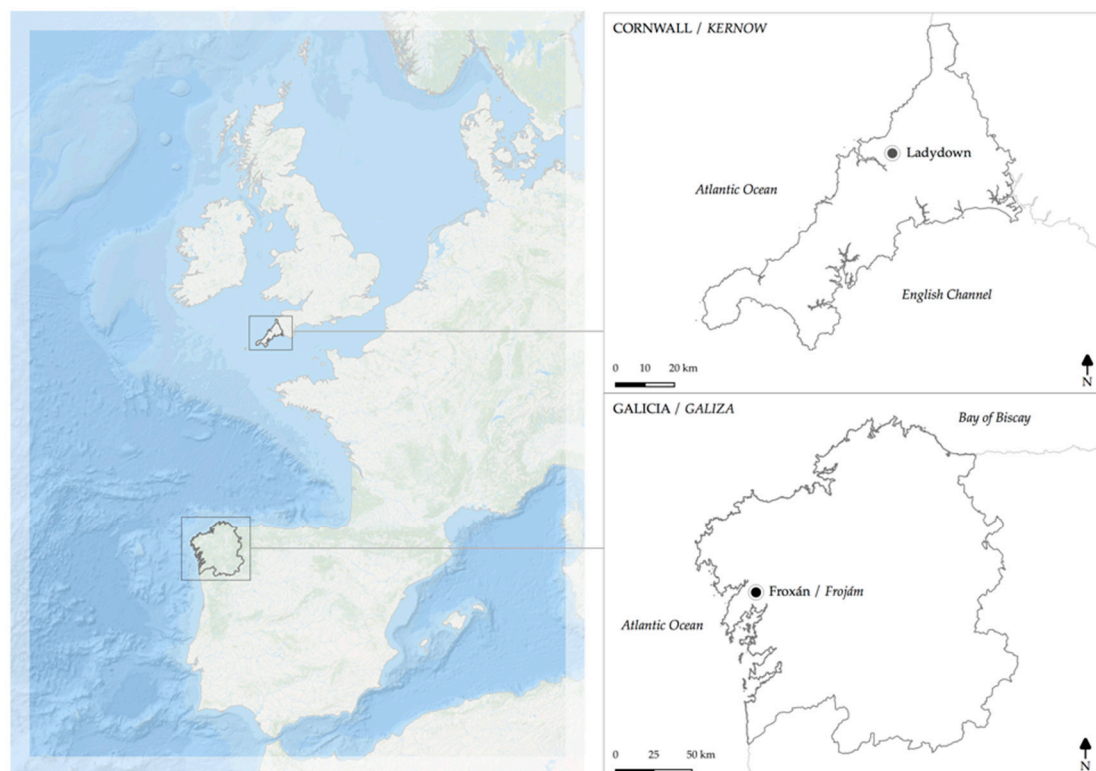 CORNWALL / KERNOW
Ladydown
Atlantic Ocean
English Channel
0 10 20 km
N
GALICIA / GALIZA
Bay of Biscay
Froxán / Frojám
Atlantic Ocean
0 25 50 km
N